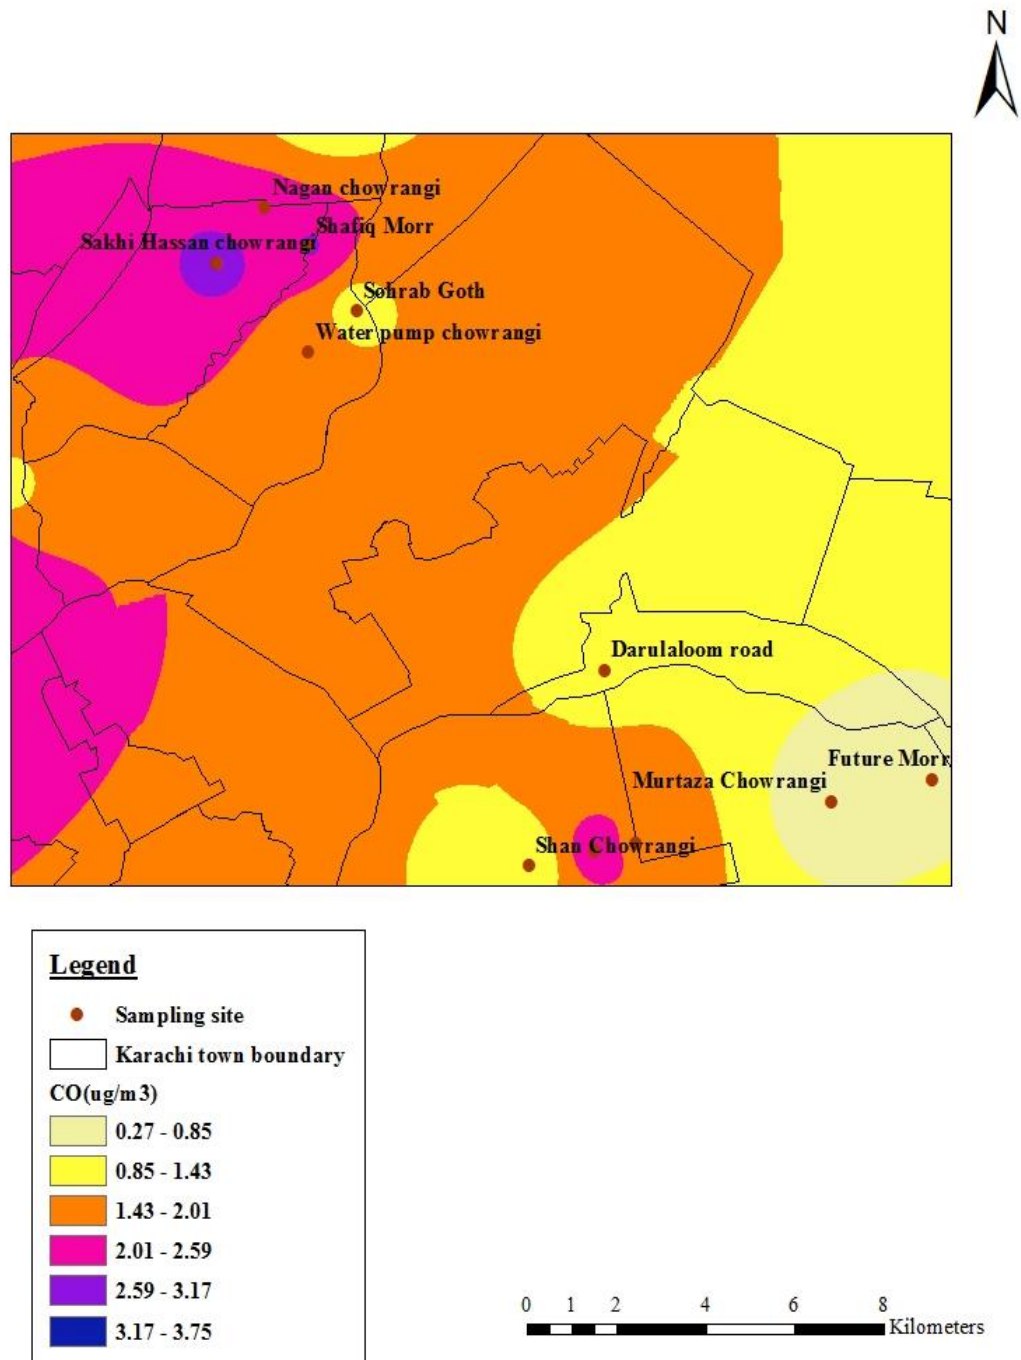 N
Nagan chowrangi
Shafiq Morr
Sakhi Hassan chowrangi
Sohrab Goth
Water pump chowrangi
Darulaloom road
Future Morr
Murtaza Chowrangi
Shan Chowrangi
Legend
Sampling site
Karachi town boundary
CO(ug/m3)
0.27 - 0.85
0.85 - 1.43
1.43 - 2.01
2.01 - 2.59
2.59 - 3.17
3.17 - 3.75
0 1 2 4 6 8
Kilometers